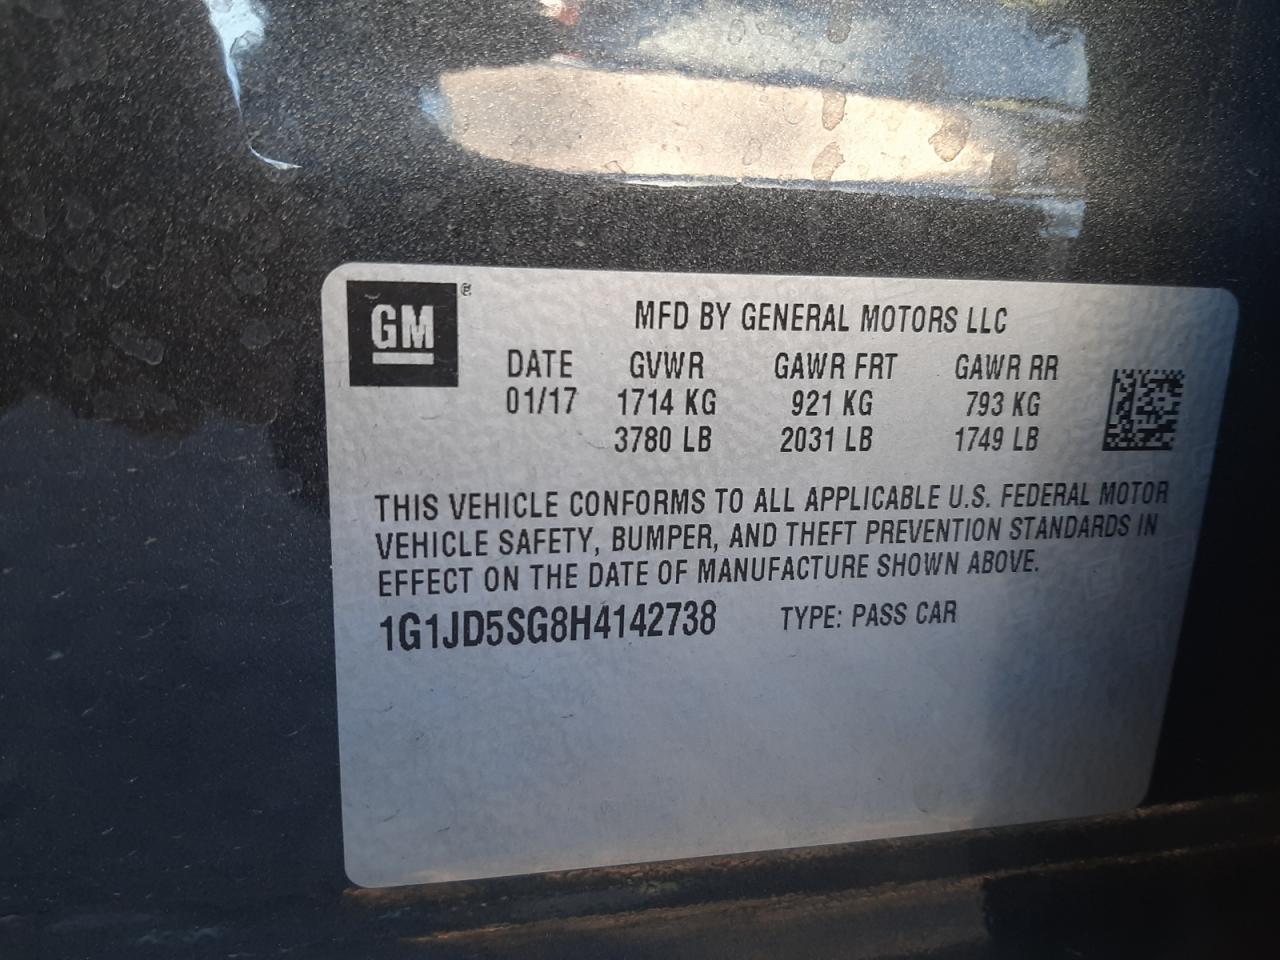 GM®
MFD BY GENERAL MOTORS LLC
DATE GVWR GAWR FRT GAWR RR
01/17 1714 KG 921 KG 793 KG
3780 LB 2031 LB 1749 LB
THIS VEHICLE CONFORMS TO ALL APPLICABLE U.S. FEDERAL MOTOR
VEHICLE SAFETY, BUMPER, AND THEFT PREVENTION STANDARDS IN
EFFECT ON THE DATE OF MANUFACTURE SHOWN ABOVE.
1G1JD5SG8H4142738 TYPE: PASS CAR